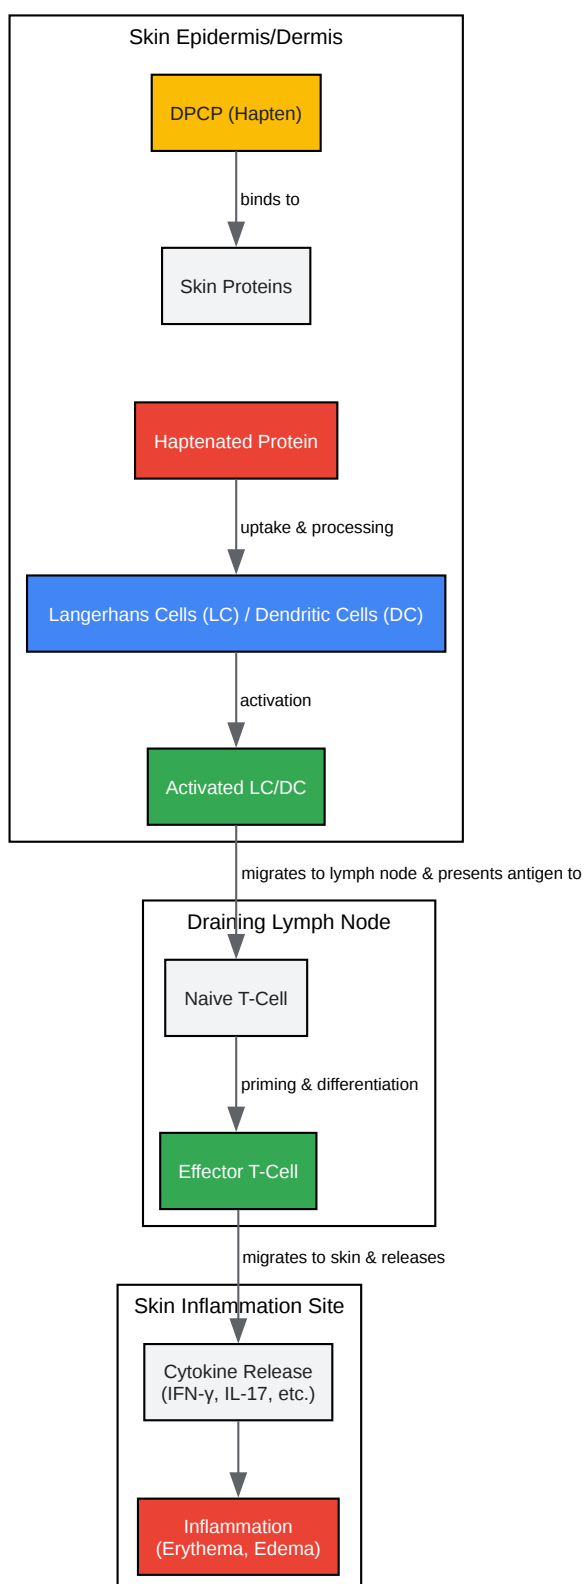 Skin Epidermis/Dermis
DPCP (Hapten)
binds to
Skin Proteins
Haptenated Protein
uptake & processing
Langerhans Cells (LC) / Dendritic Cells (DC)
activation
Activated LC/DC
migrates to lymph node & presents antigen to
Draining Lymph Node
Naive T-Cell
priming & differentiation
Effector T-Cell
migrates to skin & releases
Skin Inflammation Site
Cytokine Release
(IFN-γ, IL-17, etc.)
Inflammation
(Erythema, Edema)